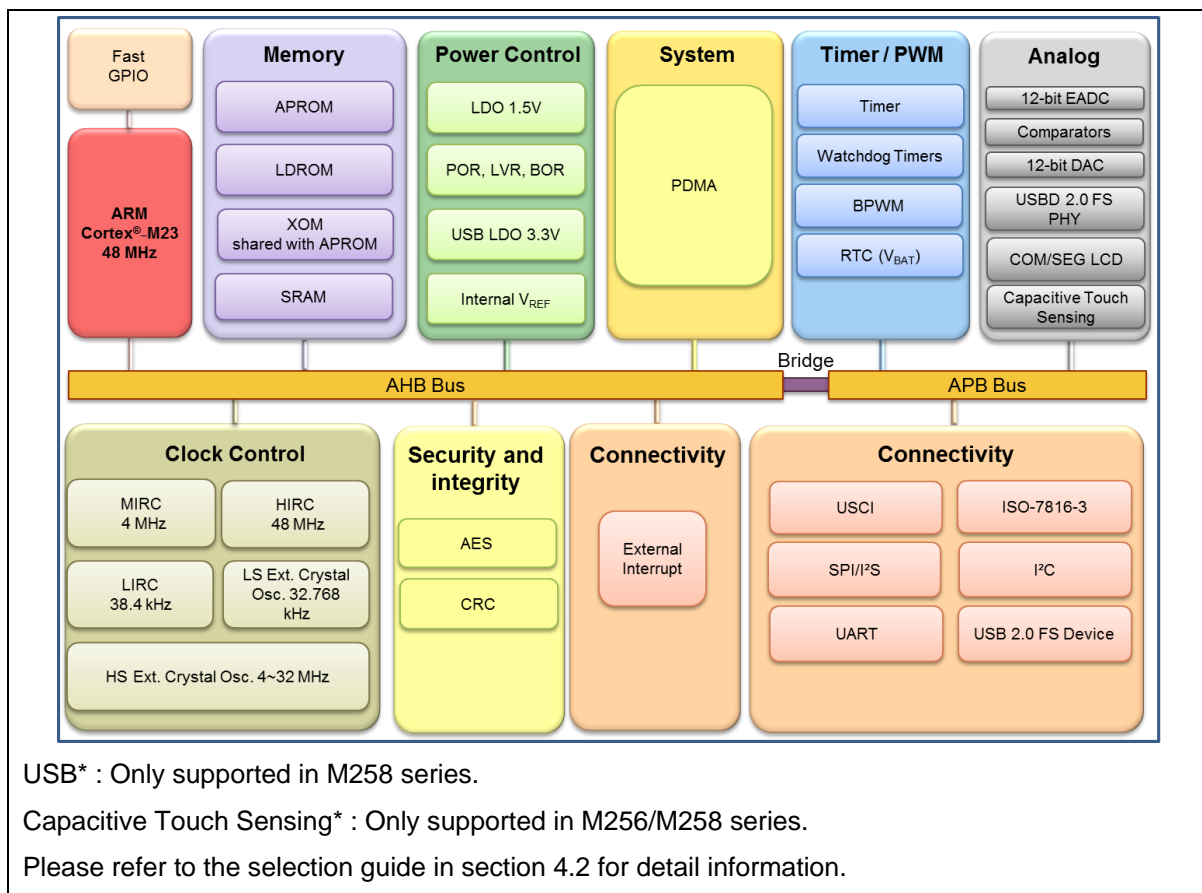 Fast
GPIO
ARM
Cortex®-M23
48 MHz
Memory
APROM
LDROM
XOM
shared with APROM
SRAM
Power Control
LDO 1.5V
POR, LVR, BOR
USB LDO 3.3V
Internal VREF
System
PDMA
Timer / PWM
Timer
Watchdog Timers
BPWM
RTC (VBAT)
Analog
12-bit EADC
Comparators
12-bit DAC
USBD 2.0 FS
PHY
COM/SEG LCD
Capacitive Touch
Sensing
AHB Bus
Bridge
APB Bus
Clock Control
MIRC
4 MHz
HIRC
48 MHz
LIRC
38.4 kHz
LS Ext. Crystal
Osc. 32.768
kHz
HS Ext. Crystal Osc. 4~32 MHz
Security and
integrity
AES
CRC
Connectivity
External
Interrupt
Connectivity
USCI
ISO-7816-3
SPI/I²S
I²C
UART
USB 2.0 FS Device
USB* : Only supported in M258 series.
Capacitive Touch Sensing* : Only supported in M256/M258 series.
Please refer to the selection guide in section 4.2 for detail information.